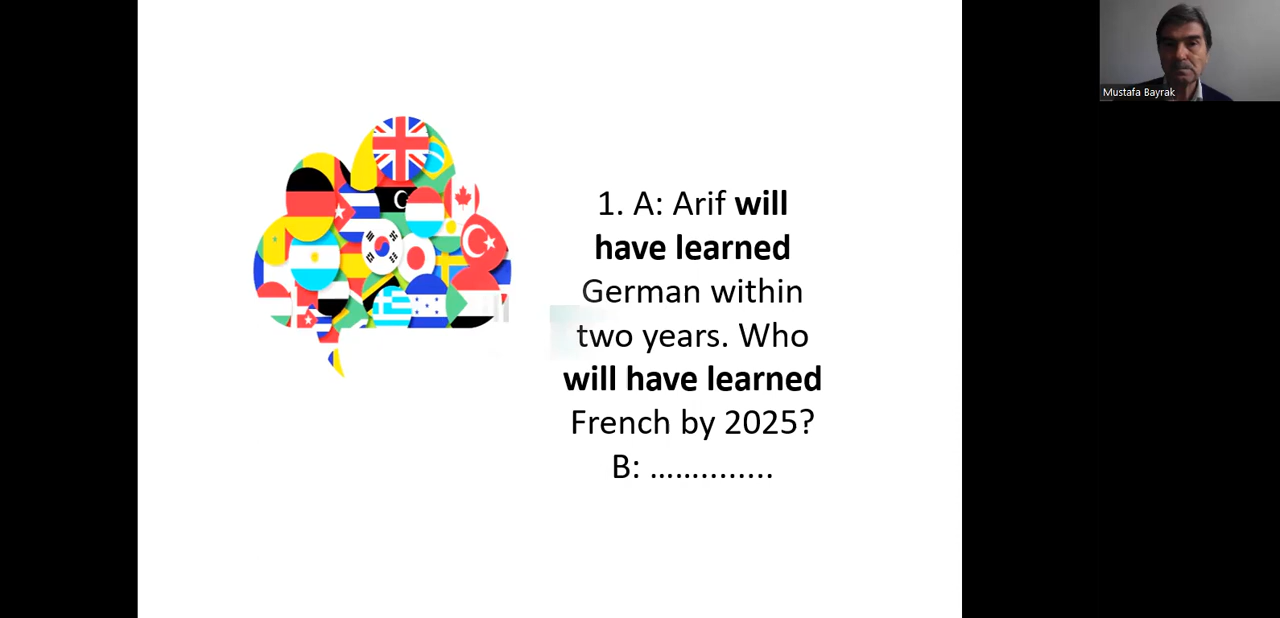 1. A: Arif will
have learned
German within
two years. Who
will have learned
French by 2025?
B: ..............
Mustafa Bayrak